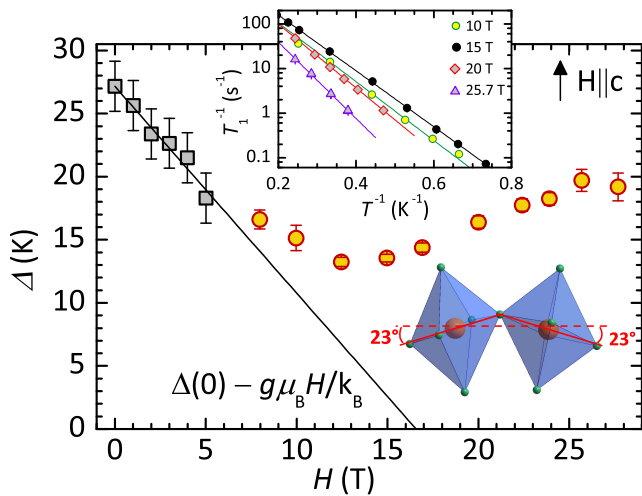 100
10
1
0.1
T₁⁻¹ (s⁻¹)
0.2 0.4 0.6 0.8
T⁻¹ (K⁻¹)
10 T
15 T
20 T
25.7 T
H||c
30
25
20
15
10
5
0
Δ (K)
23° 23°
Δ(0) − gμ_BH/k_B
0 5 10 15 20 25
H (T)